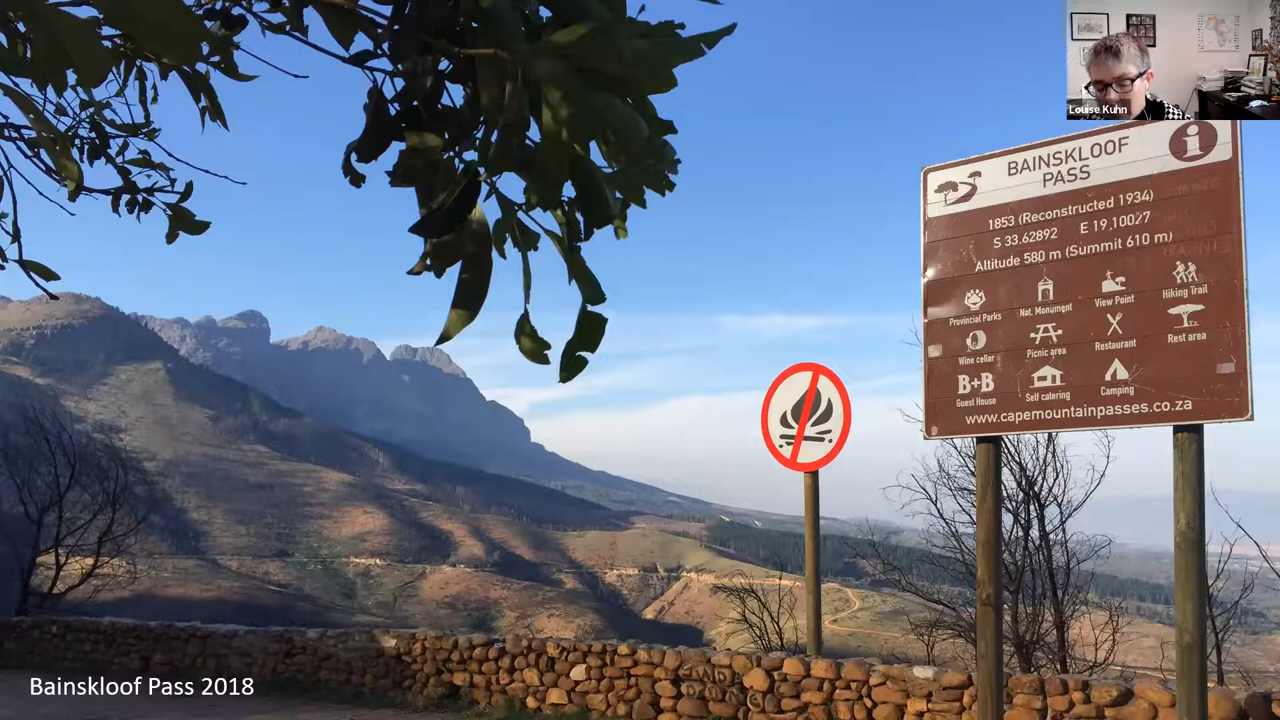 Louise Kuhn
BAINSKLOOF
PASS
i
1853 (Reconstructed 1934)
S 33.62892 E 19,10027
Altitude 580 m (Summit 610 m)
Provincial Parks
Nat. Monument
View Point
Hiking Trail
Wine cellar
Picnic area
Restaurant
Rest area
B+B
Guest House
Self catering
Camping
www.capemountainpasses.co.za
Bainskloof Pass 2018